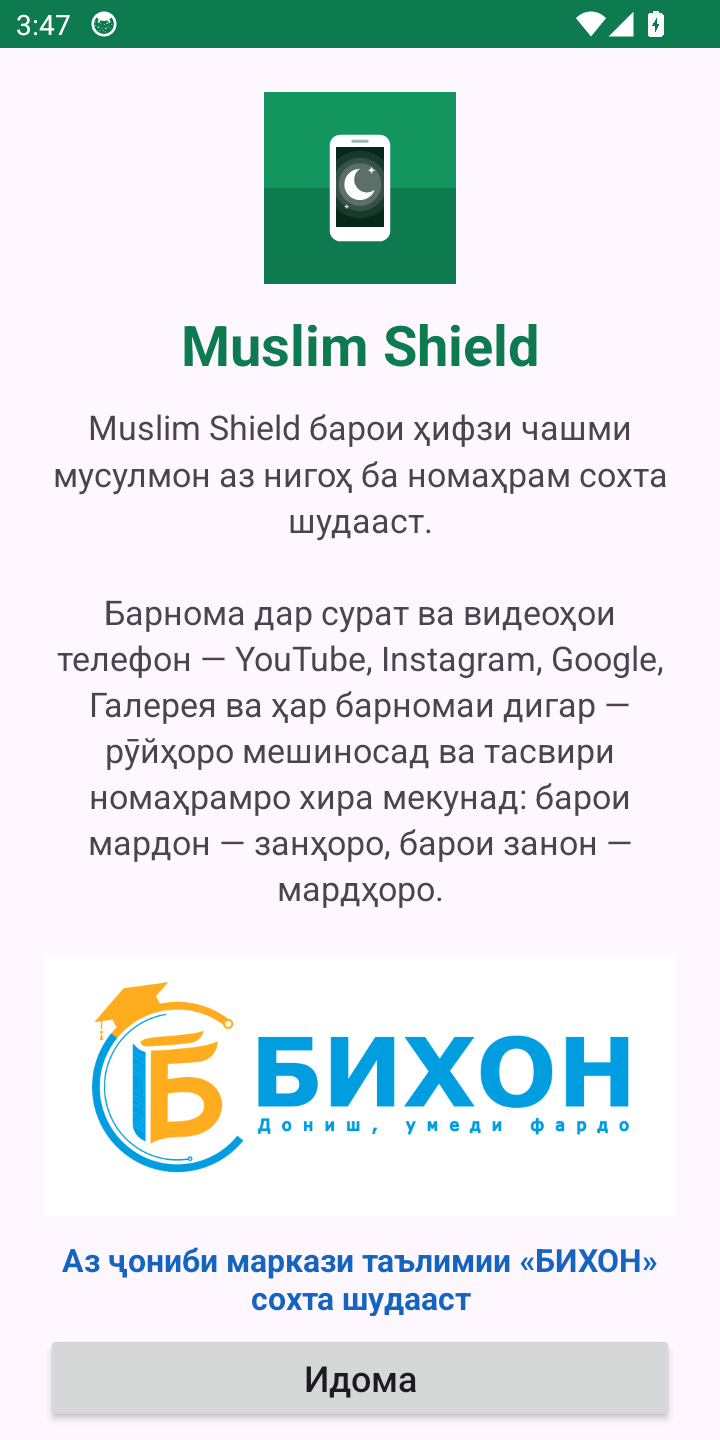 3:47
Muslim Shield
Muslim Shield барои ҳифзи чашми
мусулмон аз нигоҳ ба номаҳрам сохта
шудааст.
Барнома дар сурат ва видеоҳои
телефон — YouTube, Instagram, Google,
Галерея ва ҳар барномаи дигар —
рӯйҳоро мешиносад ва тасвири
номаҳрамро хира мекунад: барои
мардон — занҳоро, барои занон —
мардҳоро.
Б
БИХОН
Дониш, умеди фардо
Аз ҷониби маркази таълимии «БИХОН»
сохта шудааст
Идома